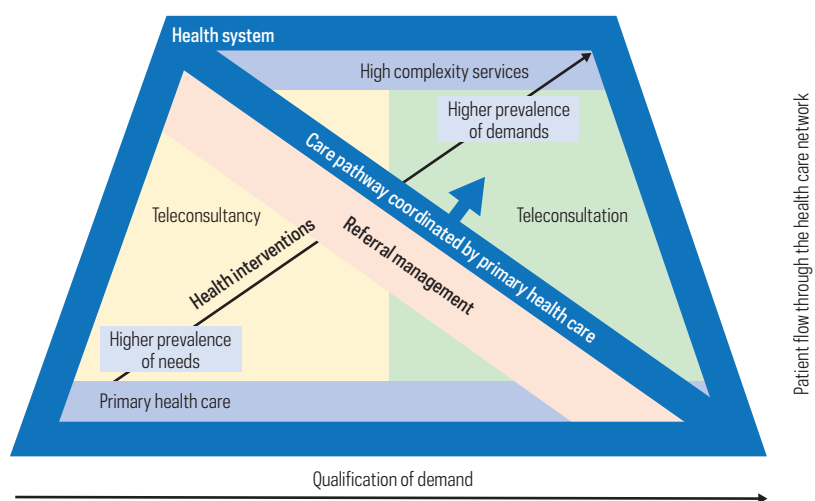 Health system
High complexity services
Higher prevalence
of demands
Care pathway coordinated by primary health care
Teleconsultancy
Teleconsultation
Health interventions
Referral management
Higher prevalence
of needs
Primary health care
Patient flow through the health care network
Qualification of demand